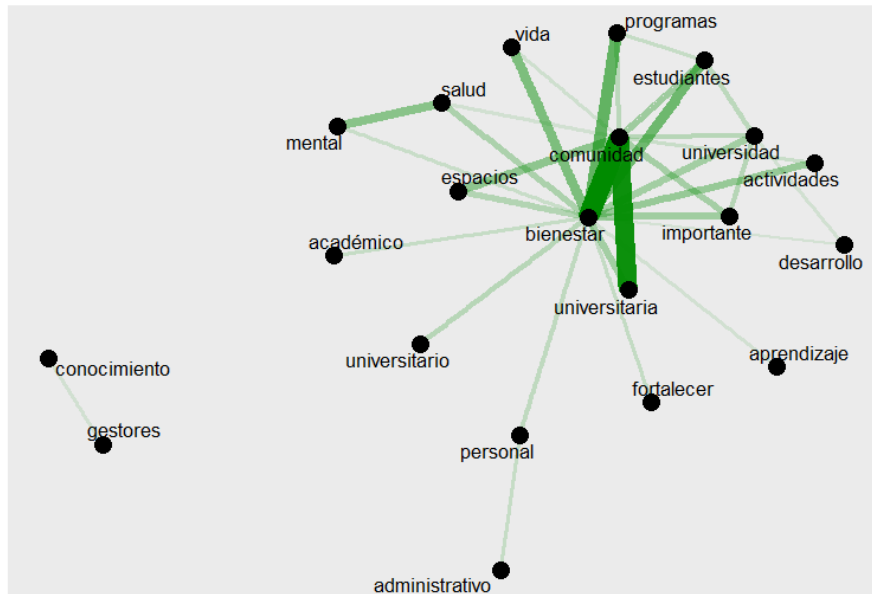 programas
vida
estudiantes
salud
mental
comunidad
universidad
espacios
actividades
bienestar
importante
académico
desarrollo
universitaria
universitario
aprendizaje
conocimiento
fortalecer
gestores
personal
administrativo